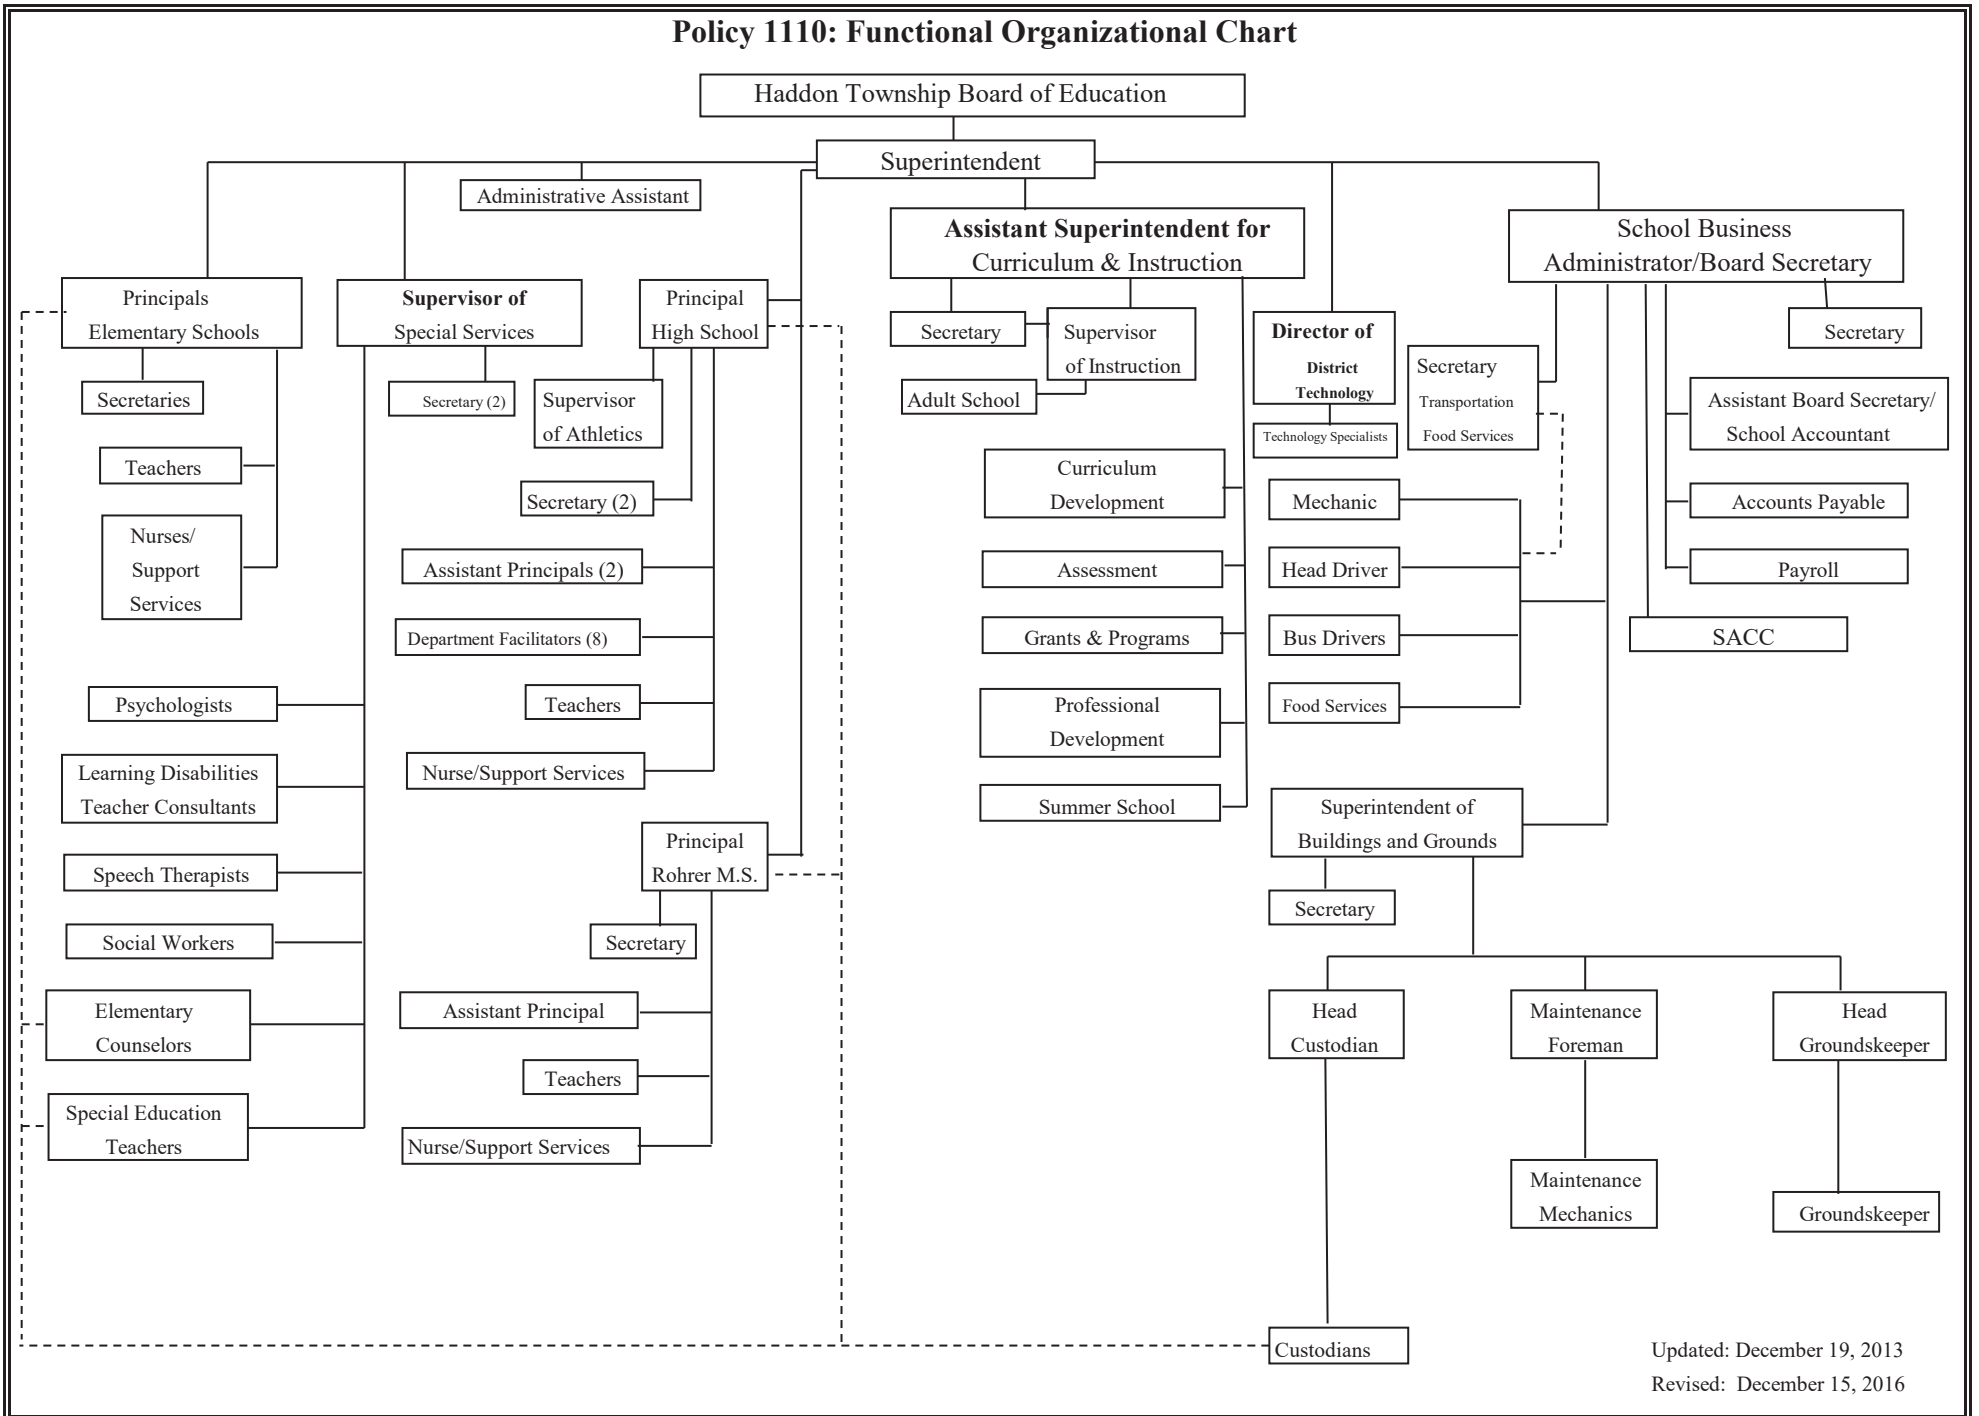 Policy 1110: Functional Organizational Chart
Haddon Township Board of Education
Superintendent
Administrative Assistant
Assistant Superintendent for
Curriculum & Instruction
School Business
Administrator/Board Secretary
Principals
Elementary Schools
Supervisor of
Special Services
Principal
High School
Secretary
Supervisor
of Instruction
Adult School
Director of
District
Technology
Technology Specialists
Secretary
Transportation
Food Services
Secretary
Assistant Board Secretary/
School Accountant
Accounts Payable
Payroll
SACC
Secretaries
Teachers
Nurses/
Support
Services
Secretary (2)
Supervisor
of Athletics
Secretary (2)
Assistant Principals (2)
Department Facilitators (8)
Teachers
Nurse/Support Services
Curriculum
Development
Assessment
Grants & Programs
Professional
Development
Summer School
Mechanic
Head Driver
Bus Drivers
Food Services
Psychologists
Learning Disabilities
Teacher Consultants
Speech Therapists
Social Workers
Elementary
Counselors
Special Education
Teachers
Principal
Rohrer M.S.
Secretary
Assistant Principal
Teachers
Nurse/Support Services
Superintendent of
Buildings and Grounds
Secretary
Head
Custodian
Maintenance
Foreman
Head
Groundskeeper
Maintenance
Mechanics
Groundskeeper
Custodians
Updated: December 19, 2013
Revised: December 15, 2016